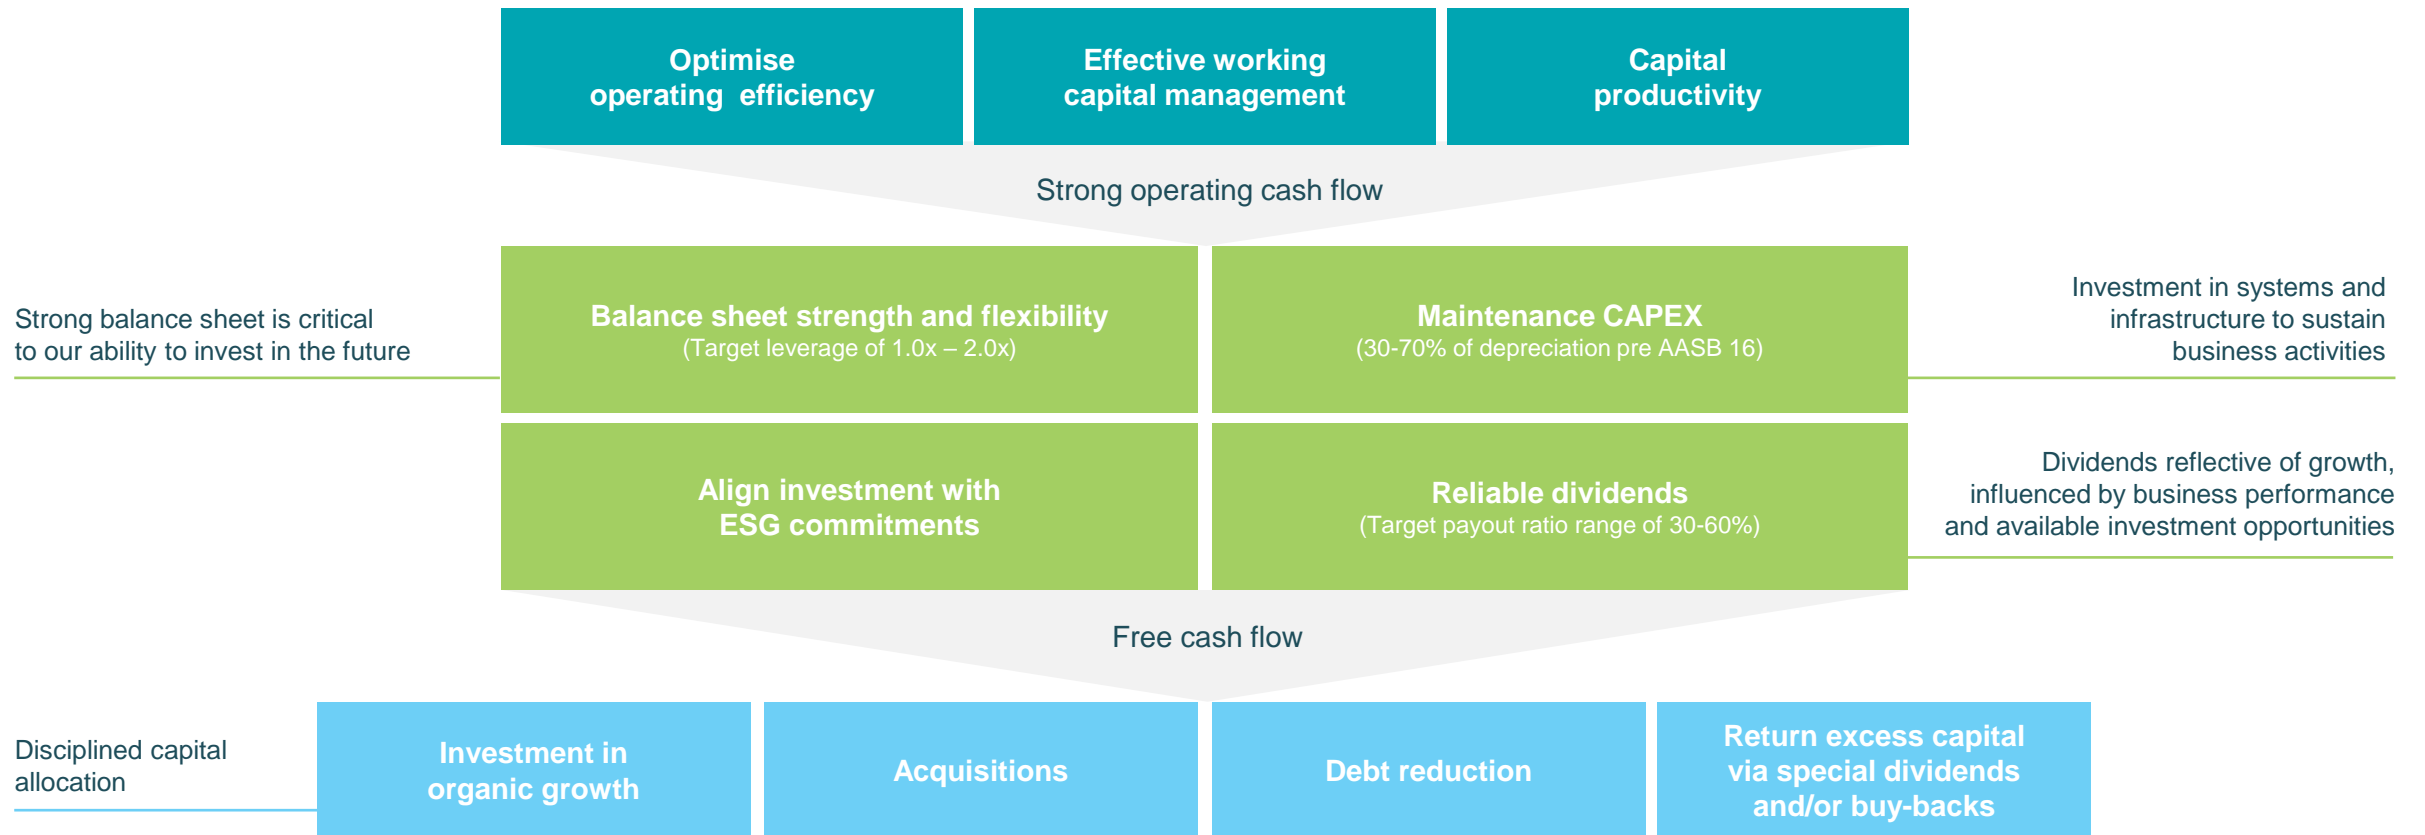 Optimise
operating efficiency
Effective working
capital management
Capital
productivity
Strong operating cash flow
Strong balance sheet is critical
to our ability to invest in the future
Balance sheet strength and flexibility
(Target leverage of 1.0x – 2.0x)
Maintenance CAPEX
(30-70% of depreciation pre AASB 16)
Investment in systems and
infrastructure to sustain
business activities
Align investment with
ESG commitments
Reliable dividends
(Target payout ratio range of 30-60%)
Dividends reflective of growth,
influenced by business performance
and available investment opportunities
Free cash flow
Disciplined capital
allocation
Investment in
organic growth
Acquisitions
Debt reduction
Return excess capital
via special dividends
and/or buy-backs